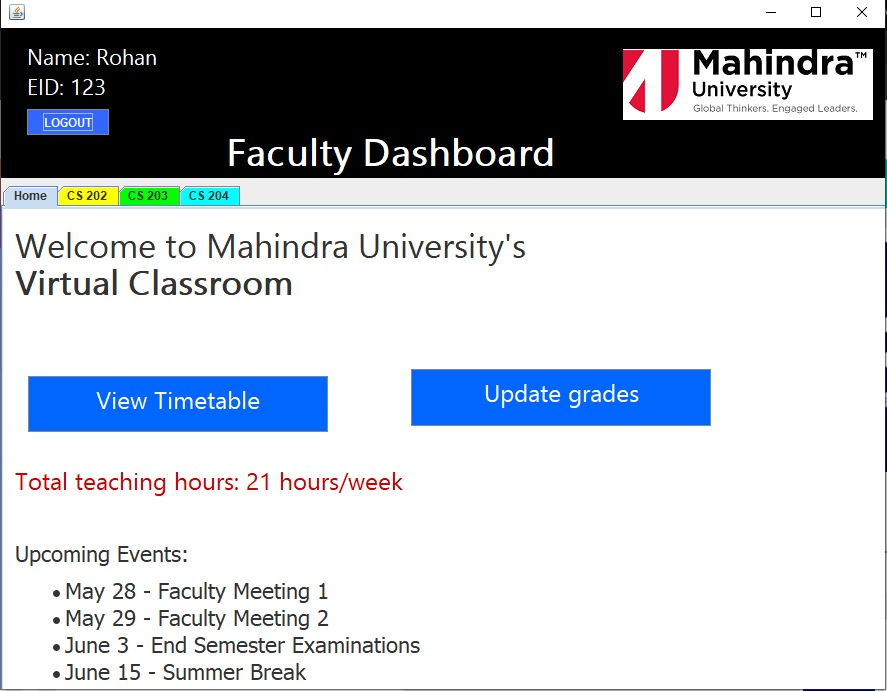 Name: Rohan
EID: 123
LOGOUT
Mahindra™
University
Global Thinkers. Engaged Leaders.
Faculty Dashboard
Home CS 202 CS 203 CS 204
Welcome to Mahindra University's
Virtual Classroom
View Timetable Update grades
Total teaching hours: 21 hours/week
Upcoming Events:
• May 28 - Faculty Meeting 1
• May 29 - Faculty Meeting 2
• June 3 - End Semester Examinations
• June 15 - Summer Break